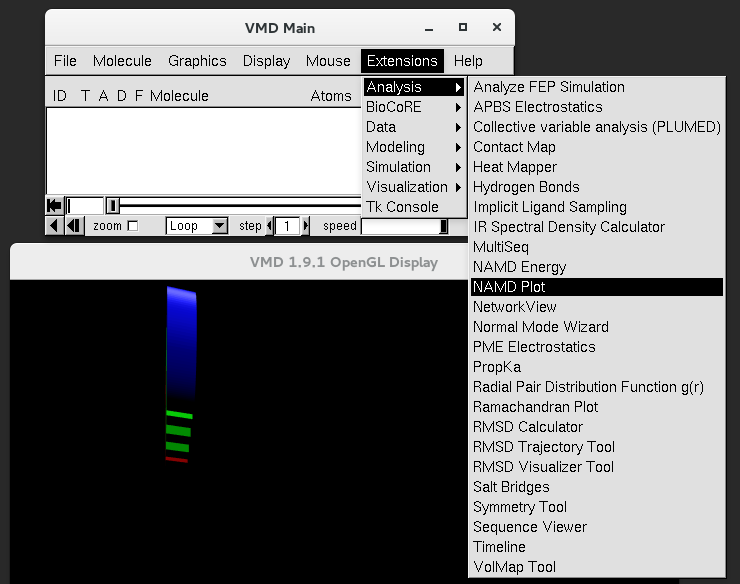 VMD Main
File Molecule Graphics Display Mouse Extensions Help
ID T A D F Molecule Atoms
zoom Loop step 1 speed
Analysis
BioCoRE
Data
Modeling
Simulation
Visualization
Tk Console
Analyze FEP Simulation
APBS Electrostatics
Collective variable analysis (PLUMED)
Contact Map
Heat Mapper
Hydrogen Bonds
Implicit Ligand Sampling
IR Spectral Density Calculator
MultiSeq
NAMD Energy
NAMD Plot
NetworkView
Normal Mode Wizard
PME Electrostatics
PropKa
Radial Pair Distribution Function g(r)
Ramachandran Plot
RMSD Calculator
RMSD Trajectory Tool
RMSD Visualizer Tool
Salt Bridges
Symmetry Tool
Sequence Viewer
Timeline
VolMap Tool
VMD 1.9.1 OpenGL Display